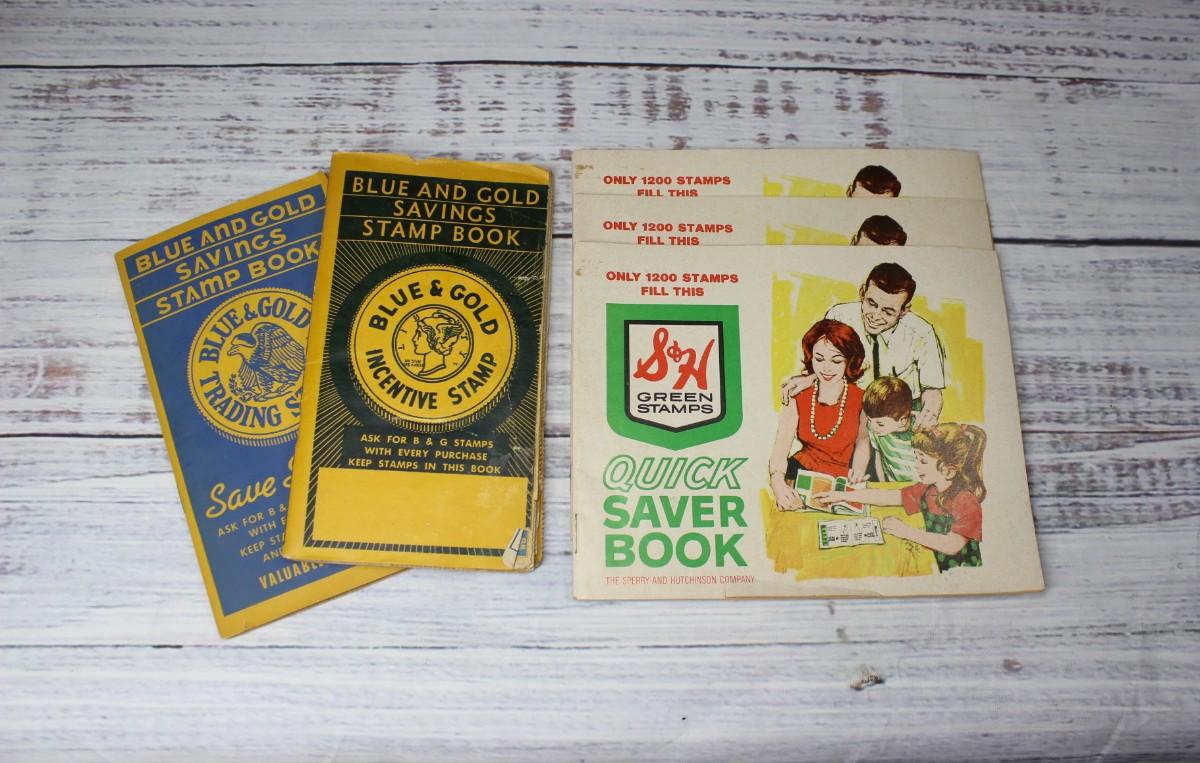 BLUE AND GOLD
SAVINGS
STAMP BOOK
BLUE & GOLD
TRADING
Save
ASK FOR B &
WITH
KEEP
VALUABLE
BLUE AND GOLD
SAVINGS
STAMP BOOK
BLUE & GOLD
INCENTIVE STAMP
ASK FOR B & G STAMPS
WITH EVERY PURCHASE
KEEP STAMPS IN THIS BOOK
ONLY 1200 STAMPS
FILL THIS
ONLY 1200 STAMPS
FILL THIS
ONLY 1200 STAMPS
FILL THIS
S&H
GREEN
STAMPS
QUICK
SAVER
BOOK
THE SPERRY AND HUTCHINSON COMPANY